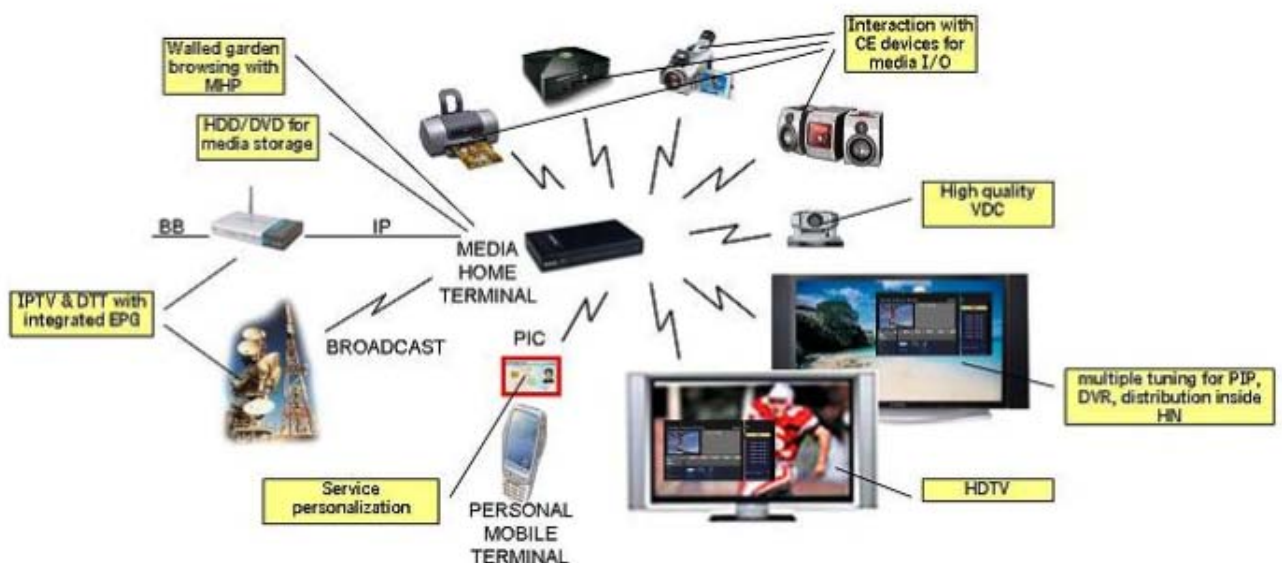 Walled garden
browsing with
MHP
Interaction with
CE devices for
media I/O
HDD/DVD for
media storage
High quality
VDC
BB
IP
MEDIA
HOME
TERMINAL
IPTV & DTT with
integrated EPG
BROADCAST
PIC
multiple tuning for PIP,
DVR, distribution inside
HN
Service
personalization
HDTV
PERSONAL
MOBILE
TERMINAL